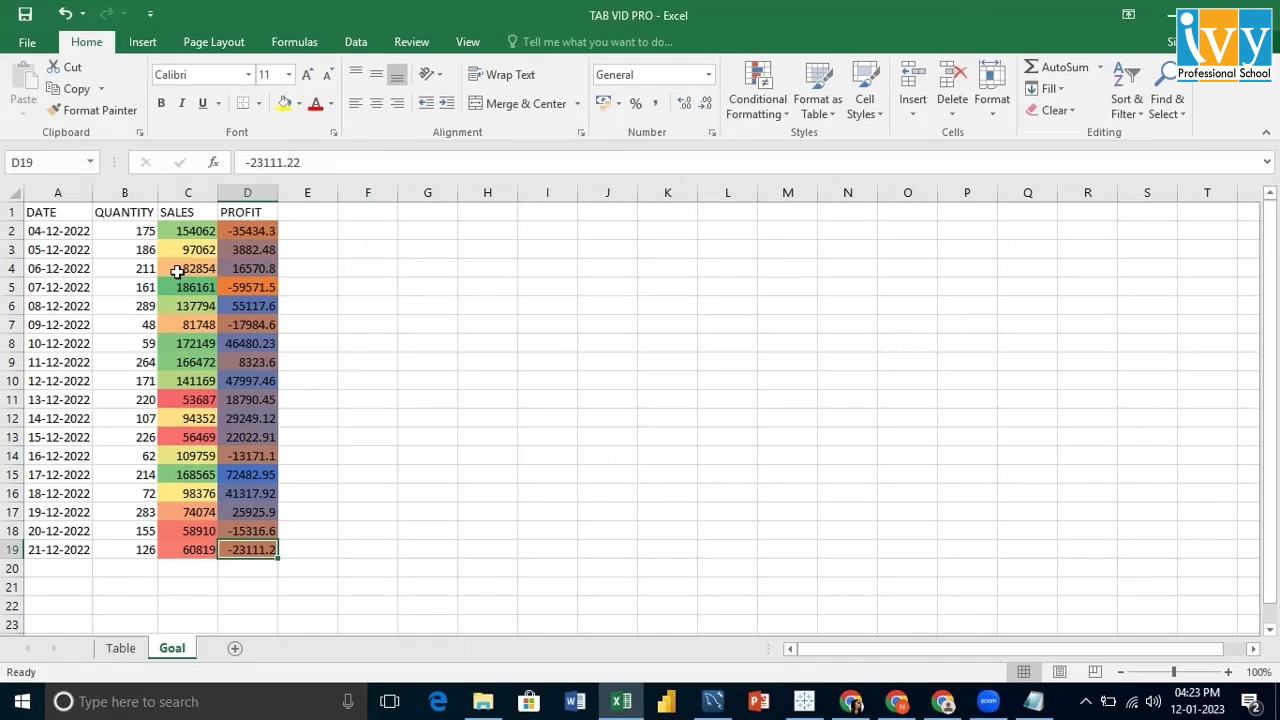 TAB VID PRO - Excel
ivy
Professional School
File Home Insert Page Layout Formulas Data Review View Tell me what you want to do...
Paste
Cut
Copy
Format Painter
Clipboard
Calibri 11
B I U
Font
Wrap Text
Merge & Center
Alignment
General
Number
Conditional Formatting
Format as Table
Cell Styles
Styles
Insert
Delete
Format
Cells
AutoSum
Fill
Clear
Sort & Filter
Find & Select
Editing
D19 fx -23111.22
A B C D E F G H I J K L M N O P Q R S T
1 DATE QUANTITY SALES PROFIT
2 04-12-2022 175 154062 -35434.3
3 05-12-2022 186 97062 3882.48
4 06-12-2022 211 82854 16570.8
5 07-12-2022 161 186161 -59571.5
6 08-12-2022 289 137794 55117.6
7 09-12-2022 48 81748 -17984.6
8 10-12-2022 59 172149 46480.23
9 11-12-2022 264 166472 8323.6
10 12-12-2022 171 141169 47997.46
11 13-12-2022 220 53687 18790.45
12 14-12-2022 107 94352 29249.12
13 15-12-2022 226 56469 22022.91
14 16-12-2022 62 109759 -13171.1
15 17-12-2022 214 168565 72482.95
16 18-12-2022 72 98376 41317.92
17 19-12-2022 283 74074 25925.9
18 20-12-2022 155 58910 -15316.6
19 21-12-2022 126 60819 -23111.2
20
21
22
23
Table Goal
Ready 100%
Type here to search
04:23 PM
12-01-2023
2